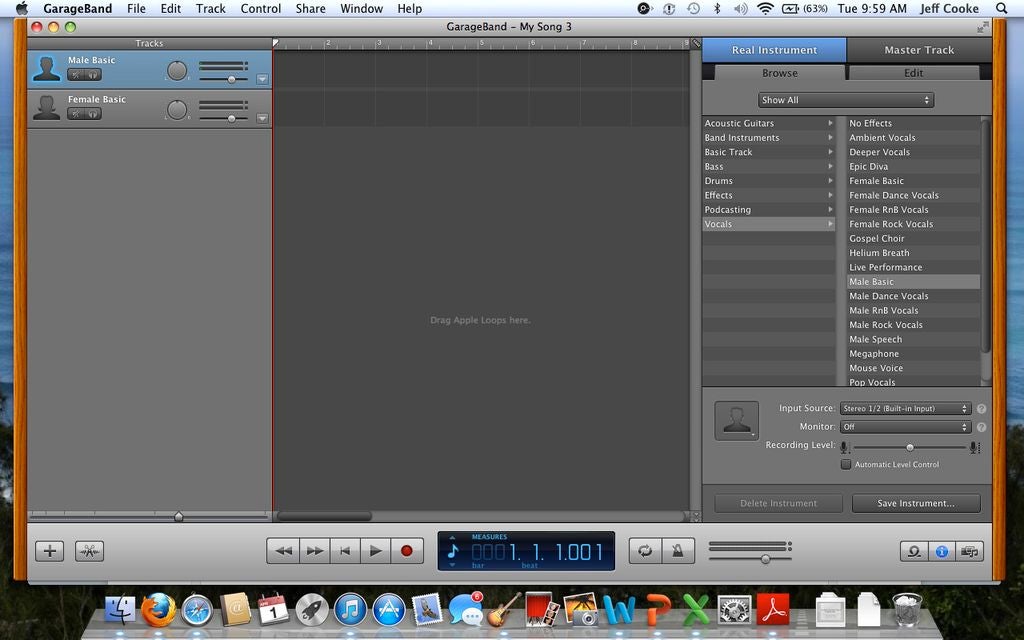 GarageBand File Edit Track Control Share Window Help (63%) Tue 9:59 AM Jeff Cooke
GarageBand - My Song 3
Tracks
2 3 4 5 6 7 8 9
Male Basic
L R
Female Basic
L R
Drag Apple Loops here.
Real Instrument Master Track
Browse Edit
Show All
Acoustic Guitars
Band Instruments
Basic Track
Bass
Drums
Effects
Podcasting
Vocals
No Effects
Ambient Vocals
Deeper Vocals
Epic Diva
Female Basic
Female Dance Vocals
Female RnB Vocals
Female Rock Vocals
Gospel Choir
Helium Breath
Live Performance
Male Basic
Male Dance Vocals
Male RnB Vocals
Male Rock Vocals
Male Speech
Megaphone
Mouse Voice
Pop Vocals
Input Source: Stereo 1/2 (Built-in Input) ?
Monitor: Off ?
Recording Level:
Automatic Level Control
Delete Instrument Save Instrument...
MEASURES
0001. 1. 1.001
bar beat
1
6
W P X